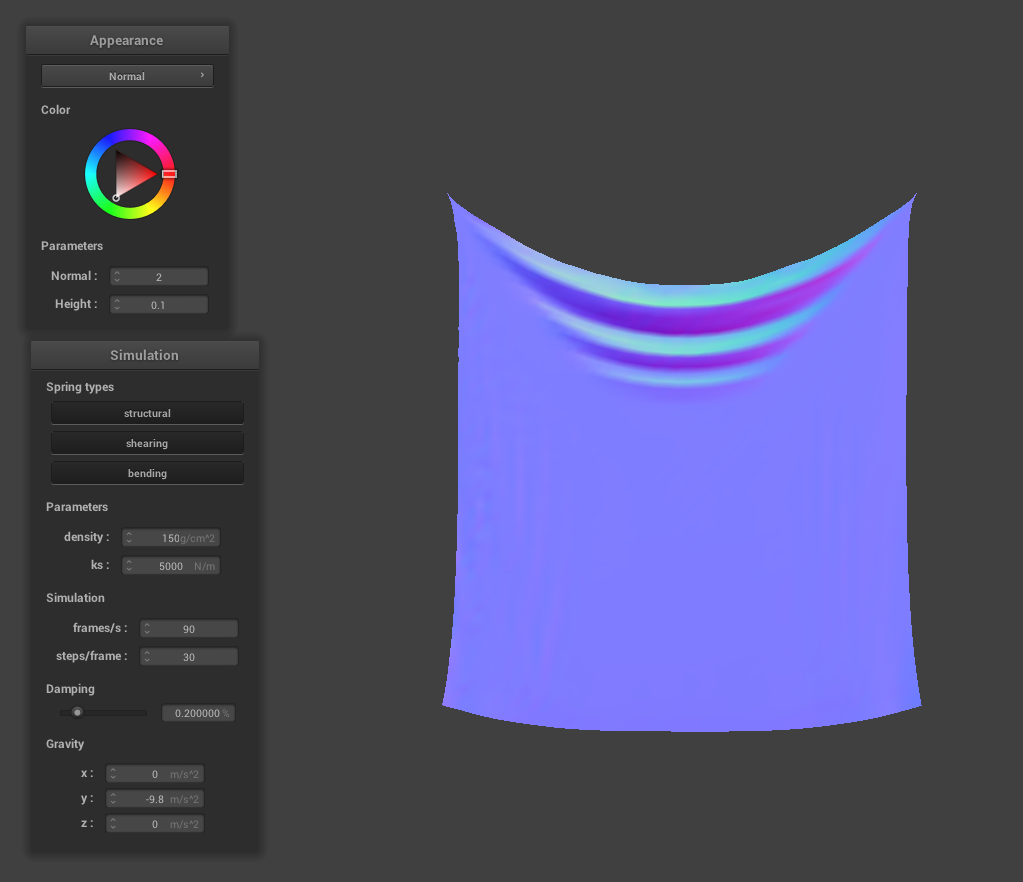 Appearance
Normal
Color
Parameters
Normal : 2
Height : 0.1
Simulation
Spring types
structural
shearing
bending
Parameters
density : 150g/cm^2
ks : 5000 N/m
Simulation
frames/s : 90
steps/frame : 30
Damping
0.200000 %
Gravity
x : 0 m/s^2
y : -9.8 m/s^2
z : 0 m/s^2